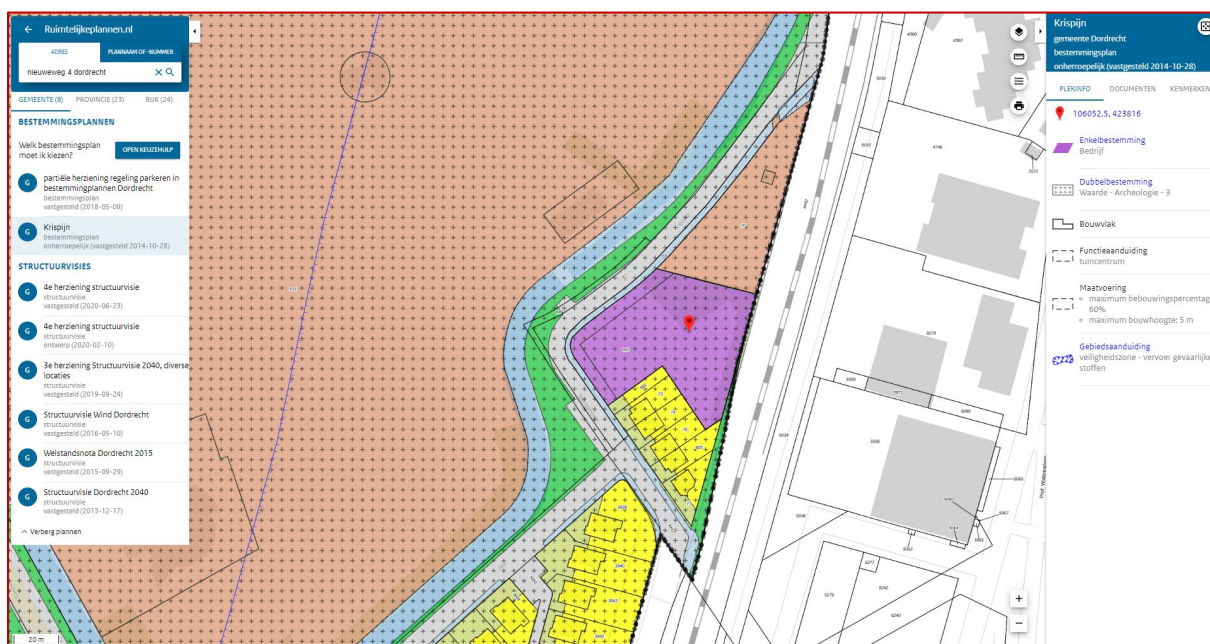 Ruimtelijkeplannen.nl
ADRES
PLANNAAM OF -NUMMER
nieuweweg 4 dordrecht
GEMEENTE (8)
PROVINCIE (23)
RIJK (24)
BESTEMMINGSPLANNEN
Welk bestemmingsplan
moet ik kiezen?
OPEN KEUZEHULP
G
partiële herziening regeling parkeren in
bestemmingplannen Dordrecht
bestemmingsplan
vastgesteld (2018-05-09)
G
Krispijn
bestemmingsplan
onherroepelijk (vastgesteld 2014-10-28)
STRUCTUURVISIES
G
4e herziening structuurvisie
structuurvisie
vastgesteld (2020-06-23)
G
4e herziening structuurvisie
structuurvisie
ontwerp (2020-02-10)
G
3e herziening Structuurvisie 2040, diverse
locaties
structuurvisie
vastgesteld (2019-09-24)
G
Structuurvisie Wind Dordrecht
structuurvisie
vastgesteld (2016-05-10)
G
Welstandsnota Dordrecht 2015
structuurvisie
vastgesteld (2015-09-29)
G
Structuurvisie Dordrecht 2040
structuurvisie
vastgesteld (2013-12-17)
Verberg plannen
20 m
Krispijn
gemeente Dordrecht
bestemmingsplan
onherroepelijk (vastgesteld 2014-10-28)
PLEKINFO
DOCUMENTEN
KENMERKEN
106052.5, 423816
Enkelbestemming
Bedrijf
Dubbelbestemming
Waarde - Archeologie - 3
Bouwvlak
Functieaanduiding
tuincentrum
Maatvoering
maximum bebouwingspercentag
60%
maximum bouwhoogte: 5 m
Gebiedsaanduiding
veiligheidszone - vervoer gevaarlijke
stoffen